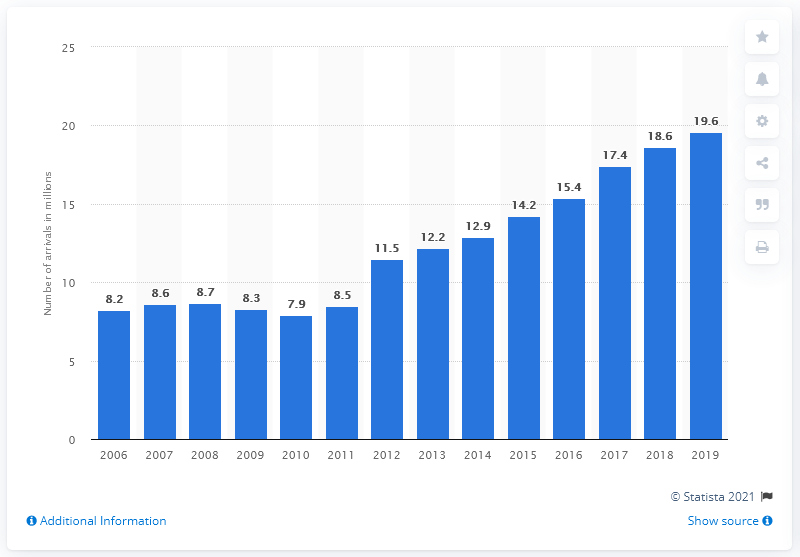 25
20
15
10
5
0
Number of arrivals in millions
8.2 8.6 8.7 8.3 7.9 8.5 11.5 12.2 12.9 14.2 15.4 17.4 18.6 19.6
2006 2007 2008 2009 2010 2011 2012 2013 2014 2015 2016 2017 2018 2019
© Statista 2021
Additional Information
Show source